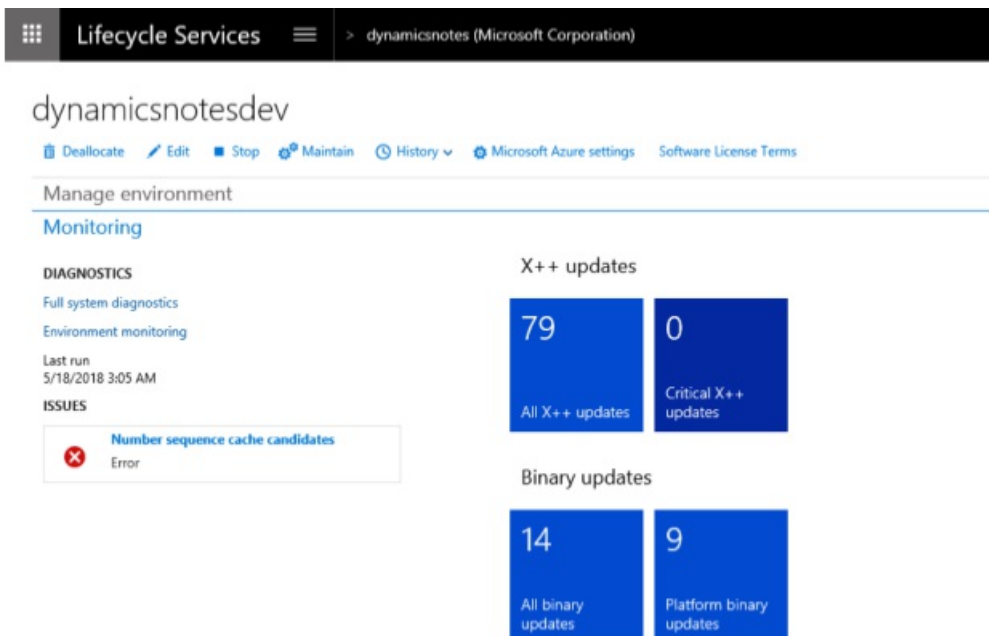 Lifecycle Services > dynamicsnotes (Microsoft Corporation)
dynamicsnotesdev
Deallocate Edit Stop Maintain History Microsoft Azure settings Software License Terms
Manage environment
Monitoring
DIAGNOSTICS
Full system diagnostics
Environment monitoring
Last run
5/18/2018 3:05 AM
ISSUES
Number sequence cache candidates
Error
X++ updates
79
All X++ updates
0
Critical X++
updates
Binary updates
14
All binary
updates
9
Platform binary
updates